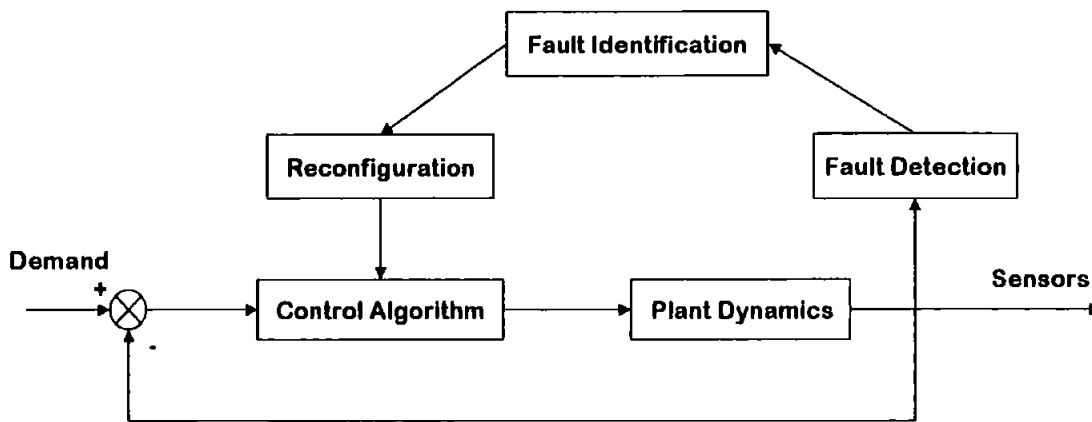 Fault Identification
Reconfiguration
Fault Detection
Demand
+
Sensors
Control Algorithm
Plant Dynamics
-